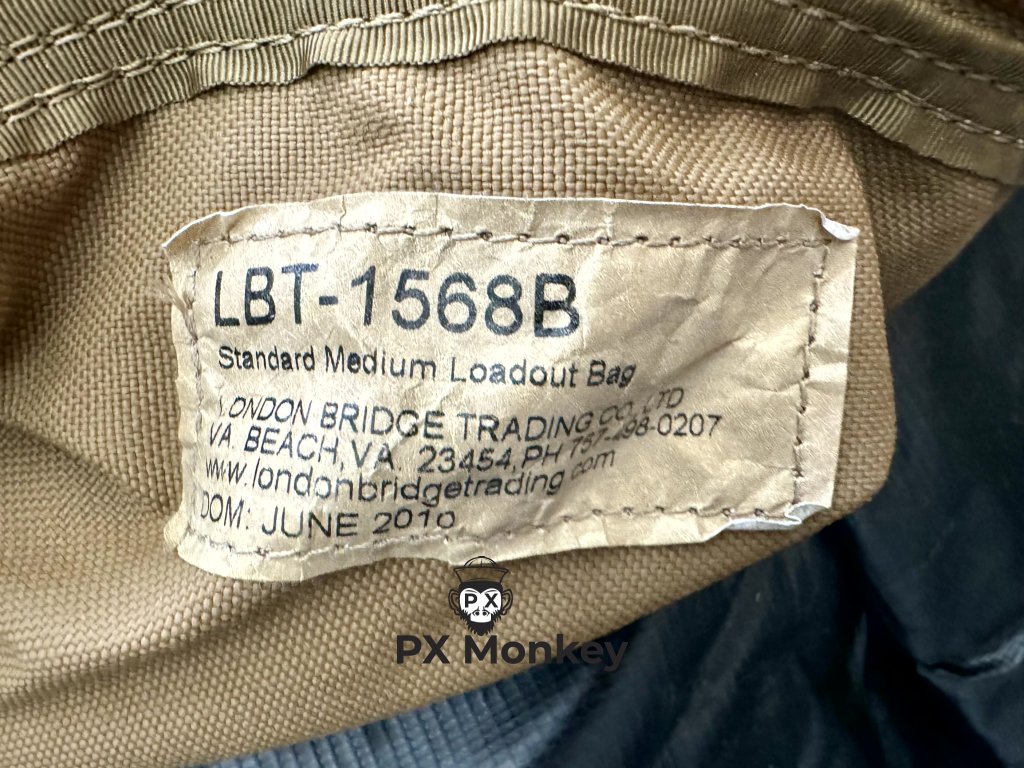 LBT-1568B
Standard Medium Loadout Bag
LONDON BRIDGE TRADING CO., LTD
VA. BEACH, VA 23454, PH 757-498-0207
www.londonbridgetrading.com
DOM: JUNE 2010
PX
PX Monkey